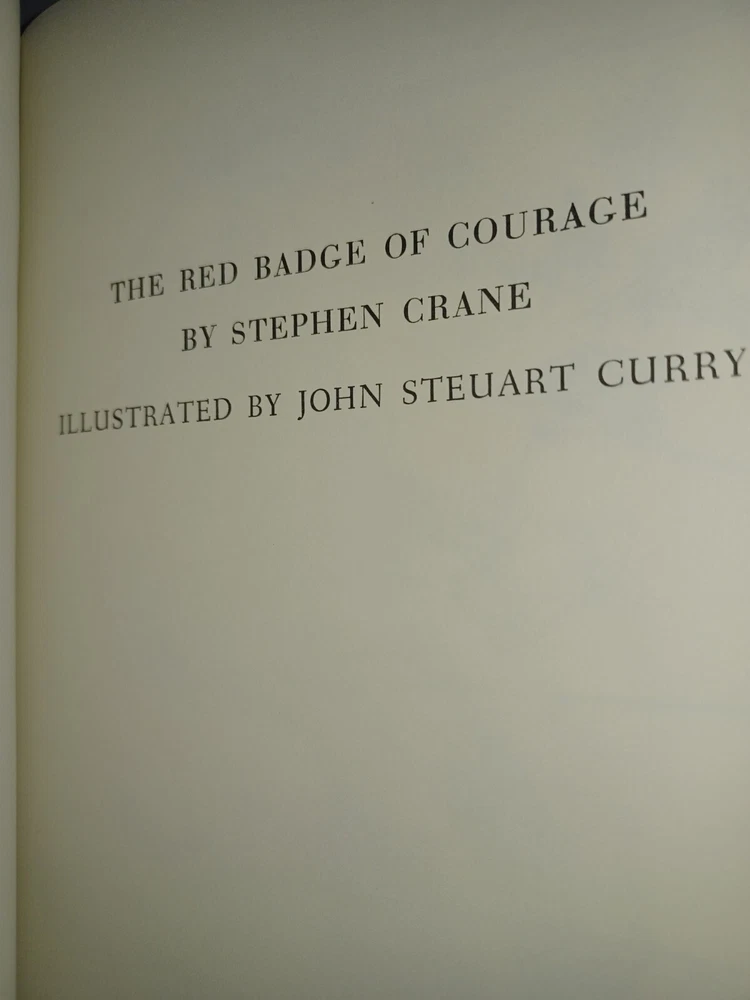 THE RED BADGE OF COURAGE
BY STEPHEN CRANE
ILLUSTRATED BY JOHN STEUART CURRY